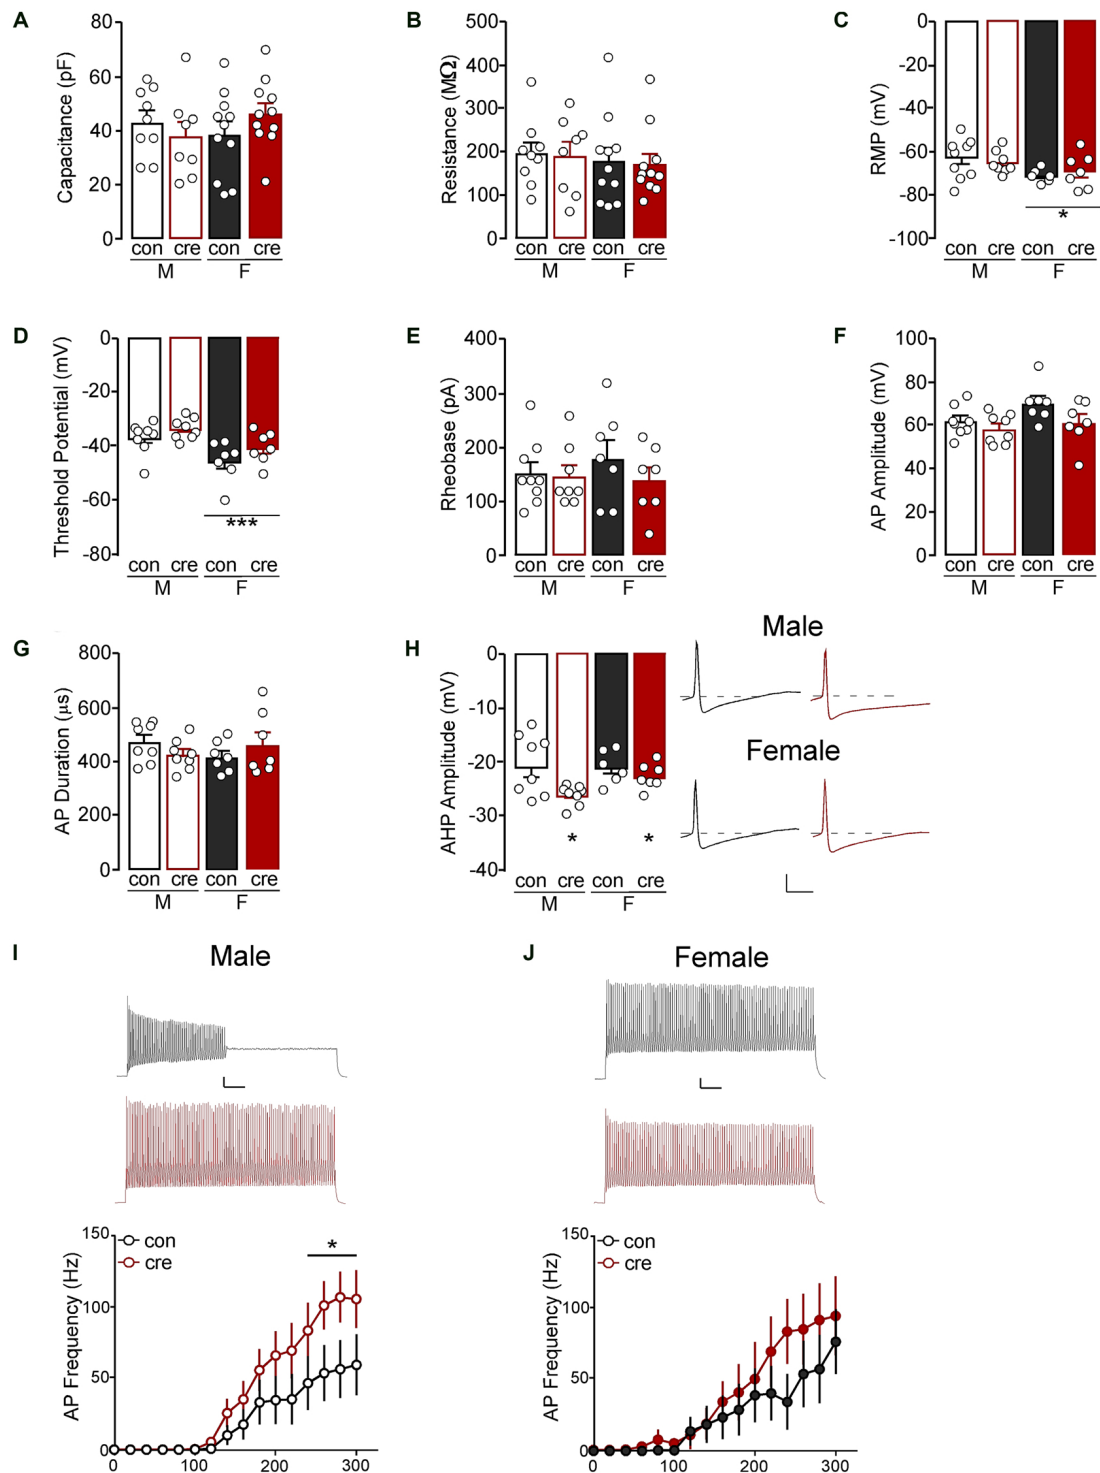 A
Capacitance (pF)
80
60
40
20
0
con cre con cre
M F
B
Resistance (MΩ)
500
400
300
200
100
0
con cre con cre
M F
C
RMP (mV)
0
-20
-40
-60
-80
-100
*
con cre con cre
M F
D
Threshold Potential (mV)
0
-20
-40
-60
-80
***
con cre con cre
M F
E
Rheobase (pA)
400
300
200
100
0
con cre con cre
M F
F
AP Amplitude (mV)
100
80
60
40
20
0
con cre con cre
M F
G
AP Duration (µs)
800
600
400
200
0
con cre con cre
M F
H
AHP Amplitude (mV)
0
-10
-20
-30
-40
* *
con cre con cre
M F
Male
Female
I
Male
AP Frequency (Hz)
150
100
50
0
con
cre
*
0 100 200 300
J
Female
AP Frequency (Hz)
150
100
50
0
con
cre
0 100 200 300